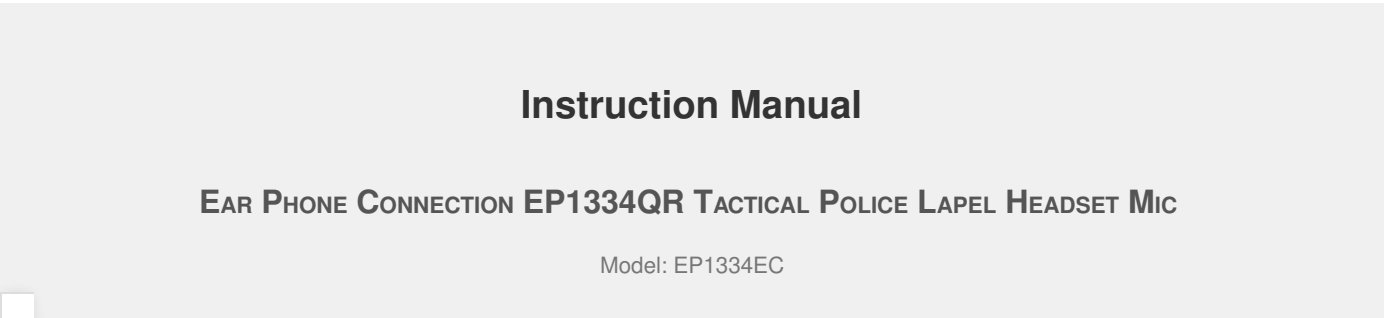 Instruction Manual
Ear Phone Connection EP1334QR Tactical Police Lapel Headset Mic
Model: EP1334EC